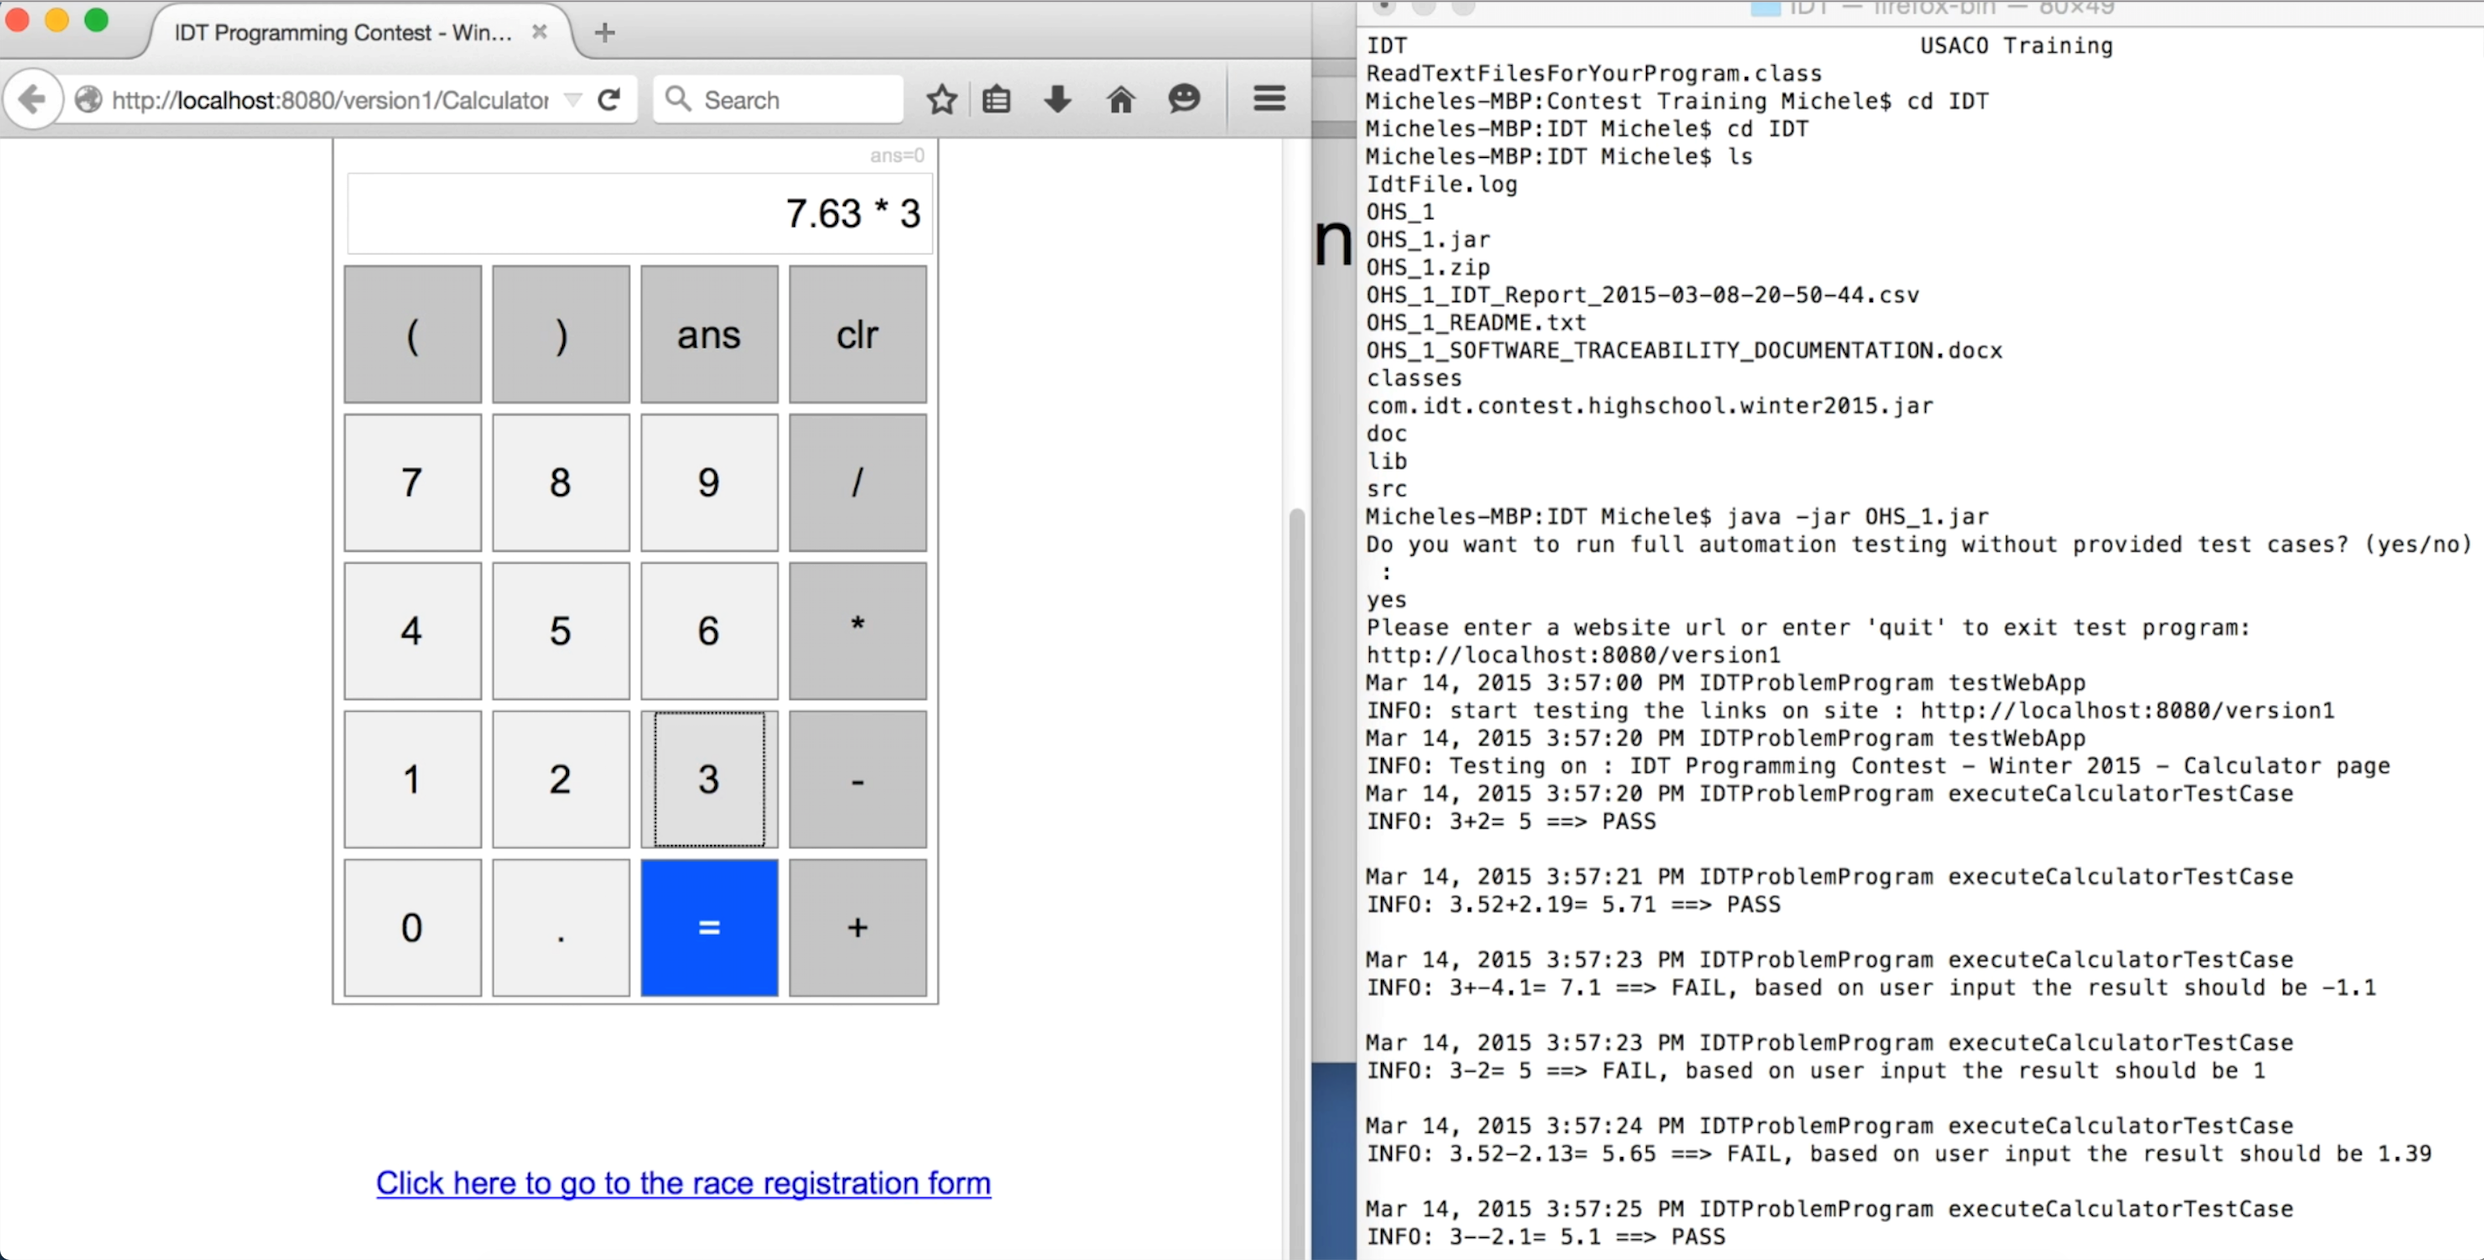 IDT Programming Contest - Win...
http://localhost:8080/version1/Calculator
Search
ans=0
7.63 * 3
( ) ans clr
7 8 9 /
4 5 6 *
1 2 3 -
0 . = +
Click here to go to the race registration form
n
IDT — firefox-bin — 80×49
IDT USACO Training
ReadTextFilesForYourProgram.class
Micheles-MBP:Contest Training Michele$ cd IDT
Micheles-MBP:IDT Michele$ cd IDT
Micheles-MBP:IDT Michele$ ls
IdtFile.log
OHS_1
OHS_1.jar
OHS_1.zip
OHS_1_IDT_Report_2015-03-08-20-50-44.csv
OHS_1_README.txt
OHS_1_SOFTWARE_TRACEABILITY_DOCUMENTATION.docx
classes
com.idt.contest.highschool.winter2015.jar
doc
lib
src
Micheles-MBP:IDT Michele$ java -jar OHS_1.jar
Do you want to run full automation testing without provided test cases? (yes/no)
:
yes
Please enter a website url or enter 'quit' to exit test program:
http://localhost:8080/version1
Mar 14, 2015 3:57:00 PM IDTProblemProgram testWebApp
INFO: start testing the links on site : http://localhost:8080/version1
Mar 14, 2015 3:57:20 PM IDTProblemProgram testWebApp
INFO: Testing on : IDT Programming Contest - Winter 2015 - Calculator page
Mar 14, 2015 3:57:20 PM IDTProblemProgram executeCalculatorTestCase
INFO: 3+2= 5 ==> PASS
Mar 14, 2015 3:57:21 PM IDTProblemProgram executeCalculatorTestCase
INFO: 3.52+2.19= 5.71 ==> PASS
Mar 14, 2015 3:57:23 PM IDTProblemProgram executeCalculatorTestCase
INFO: 3+-4.1= 7.1 ==> FAIL, based on user input the result should be -1.1
Mar 14, 2015 3:57:23 PM IDTProblemProgram executeCalculatorTestCase
INFO: 3-2= 5 ==> FAIL, based on user input the result should be 1
Mar 14, 2015 3:57:24 PM IDTProblemProgram executeCalculatorTestCase
INFO: 3.52-2.13= 5.65 ==> FAIL, based on user input the result should be 1.39
Mar 14, 2015 3:57:25 PM IDTProblemProgram executeCalculatorTestCase
INFO: 3--2.1= 5.1 ==> PASS